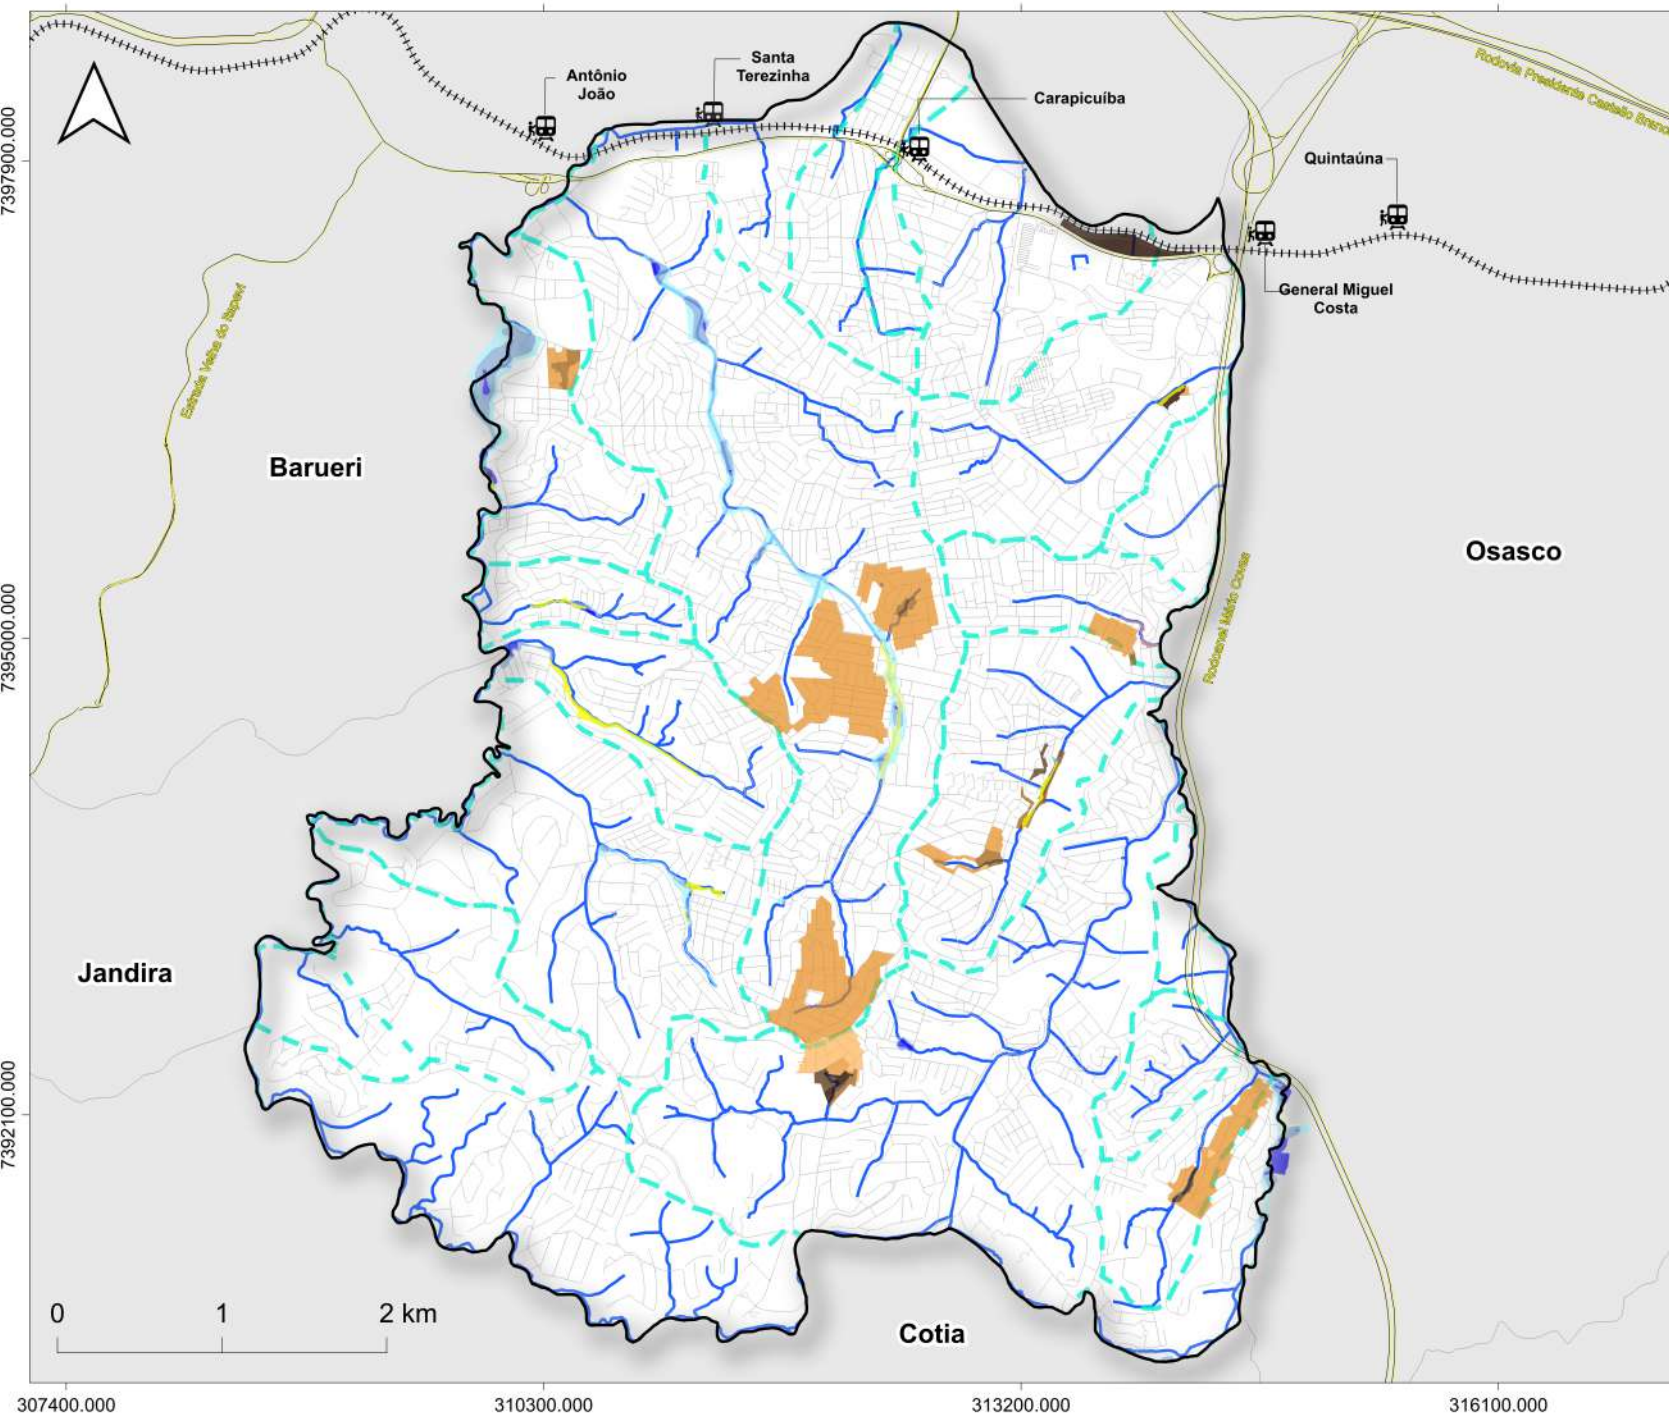 Rodovia Presidente Castello Branco
Santa
Terezinha
Antônio
João
Carapicuíba
Quintaúna
7397900.000
General Miguel
Costa
Estrada Velha do Itapevi
Barueri
Osasco
Rodoanel Mário Covas
7395000.000
Jandira
7392100.000
0 1 2 km
Cotia
307400.000 310300.000 313200.000 316100.000